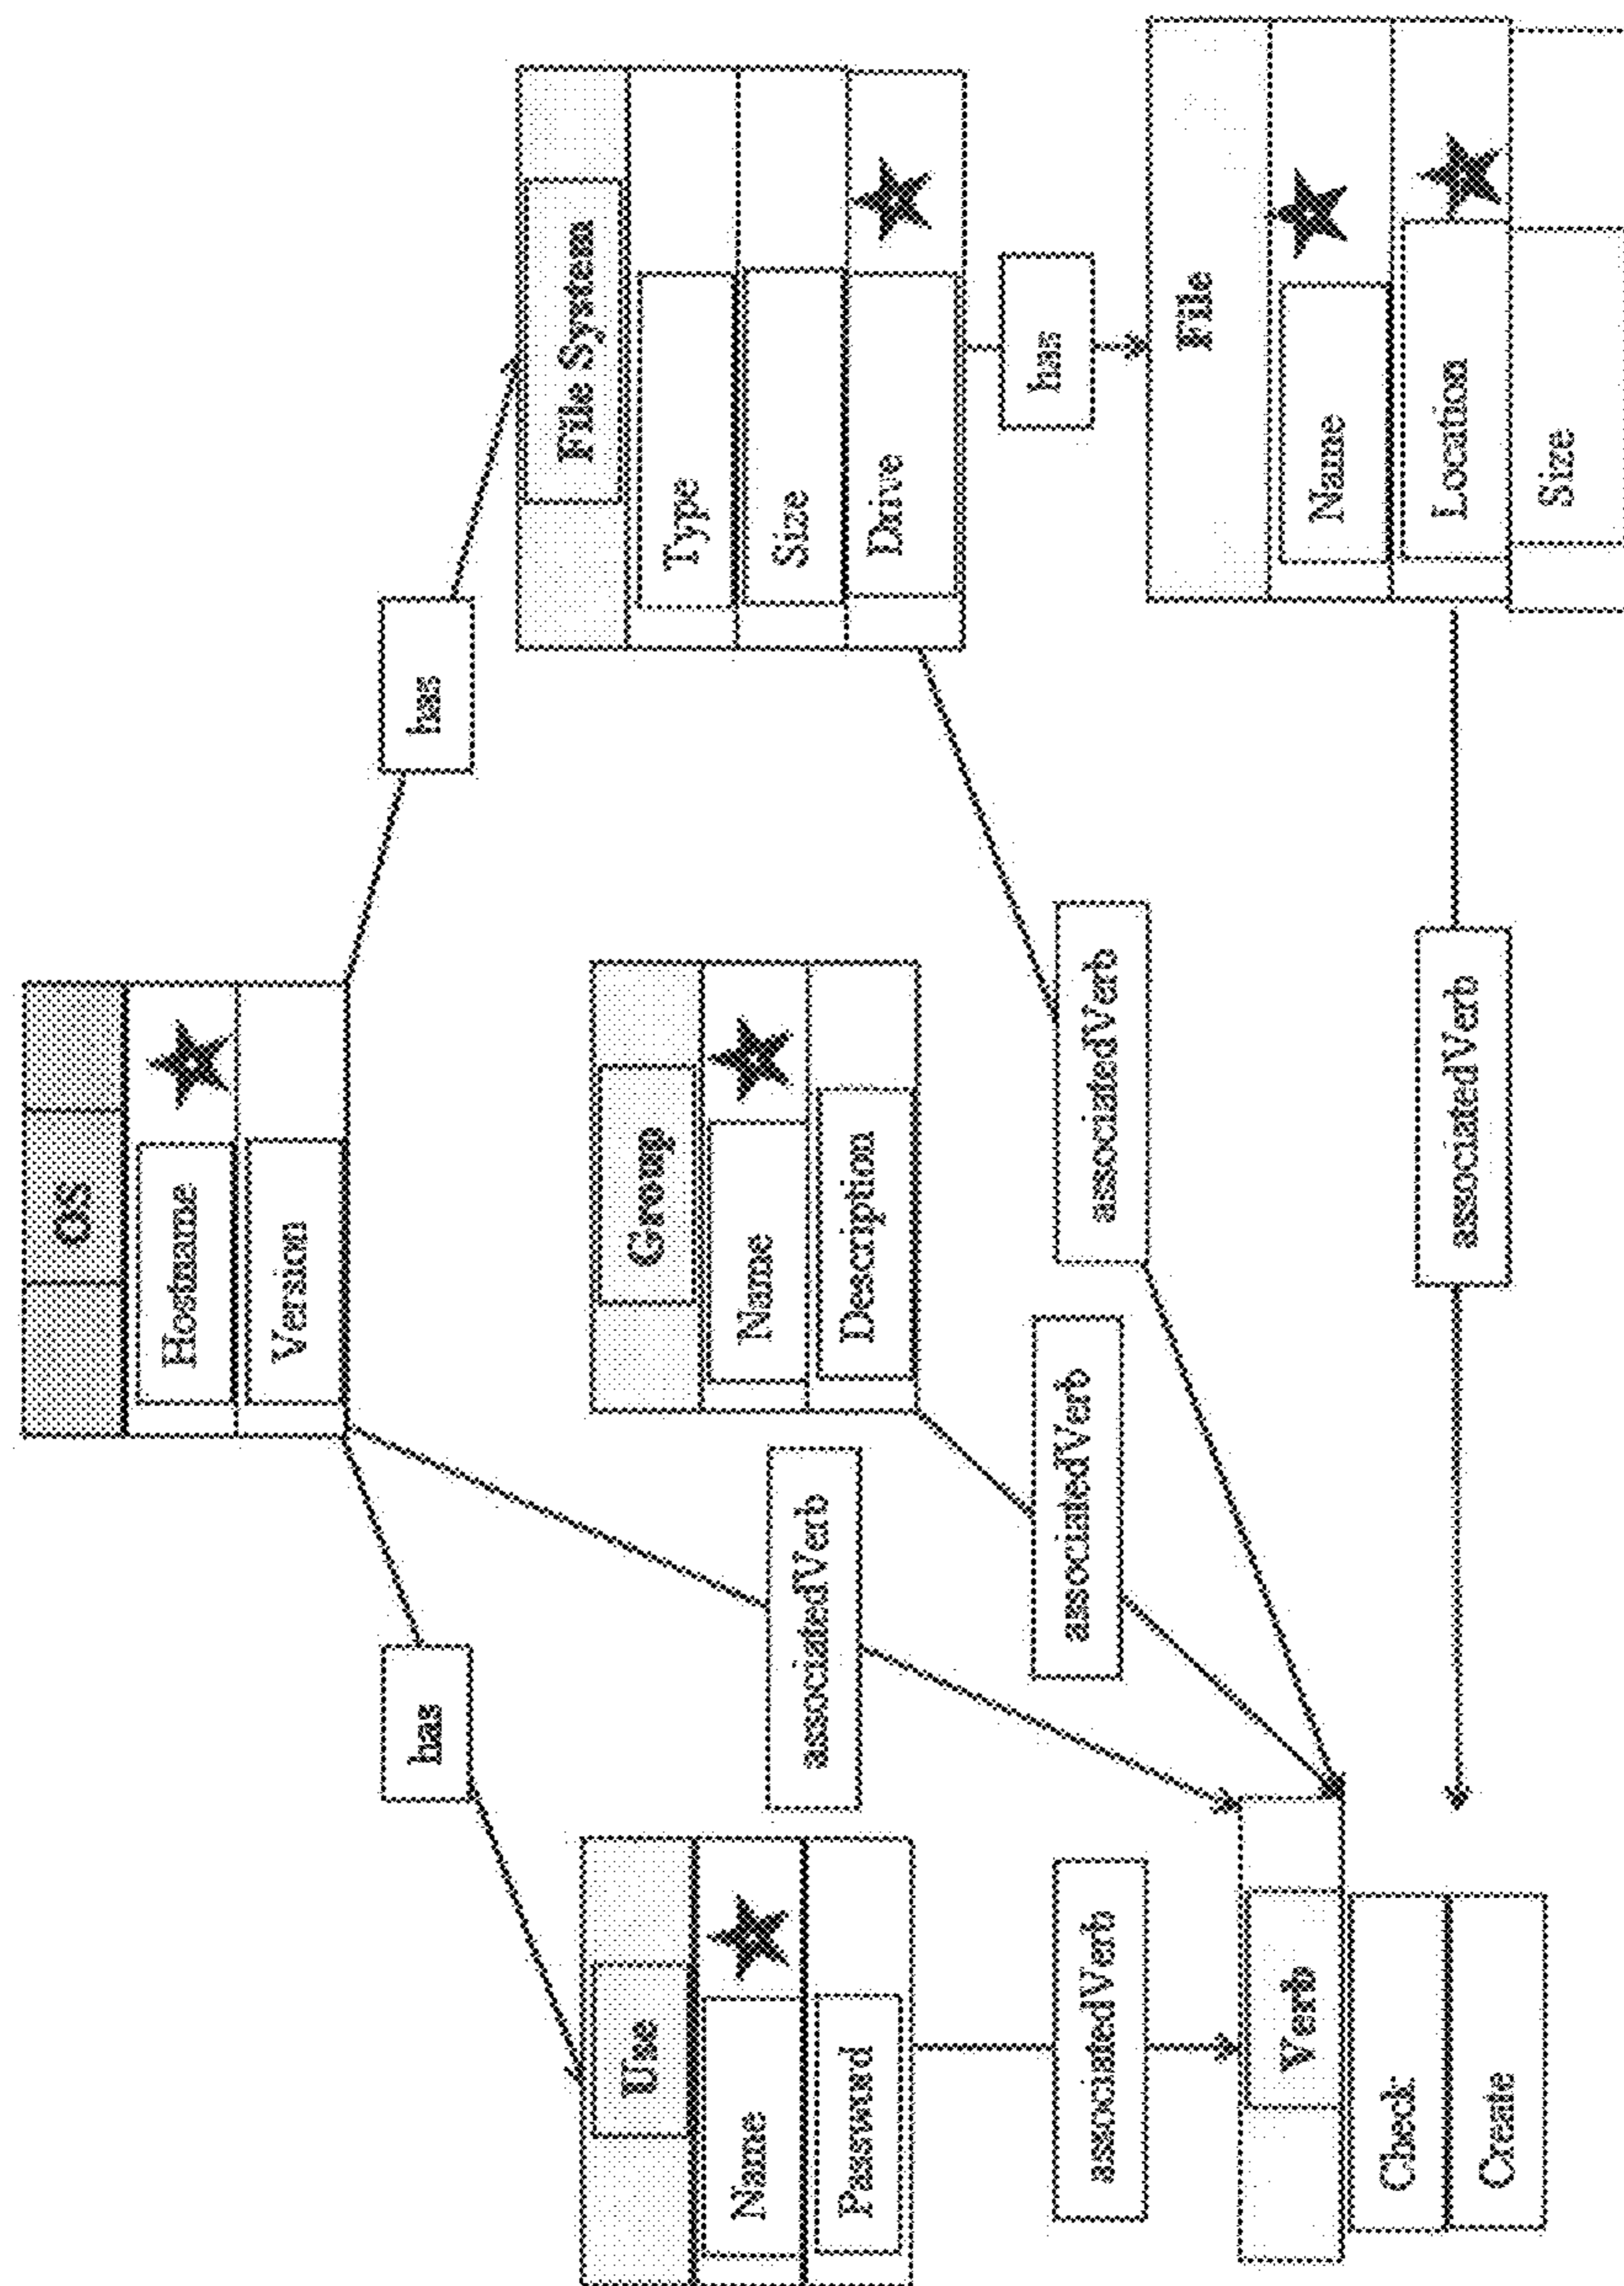 OS
Hostname
Version
has
has
File System
Type
Size
Drive
Group
Name
Description
Use
Name
Password
associatedVerb
associatedVerb
associatedVerb
associatedVerb
associatedVerb
has
File
Name
Location
Size
Verb
Check
Create